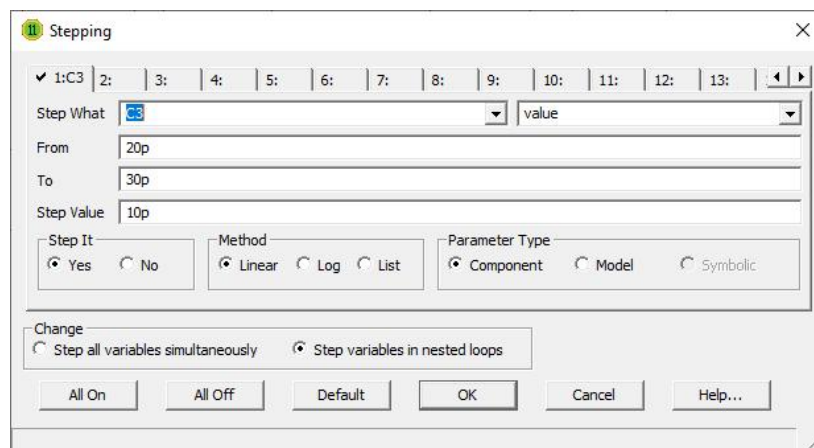 11 Stepping
1:C3 2: 3: 4: 5: 6: 7: 8: 9: 10: 11: 12: 13:
Step What C3 value
From 20p
To 30p
Step Value 10p
Step It Method Parameter Type
Yes No Linear Log List Component Model Symbolic
Change
Step all variables simultaneously Step variables in nested loops
All On All Off Default OK Cancel Help...